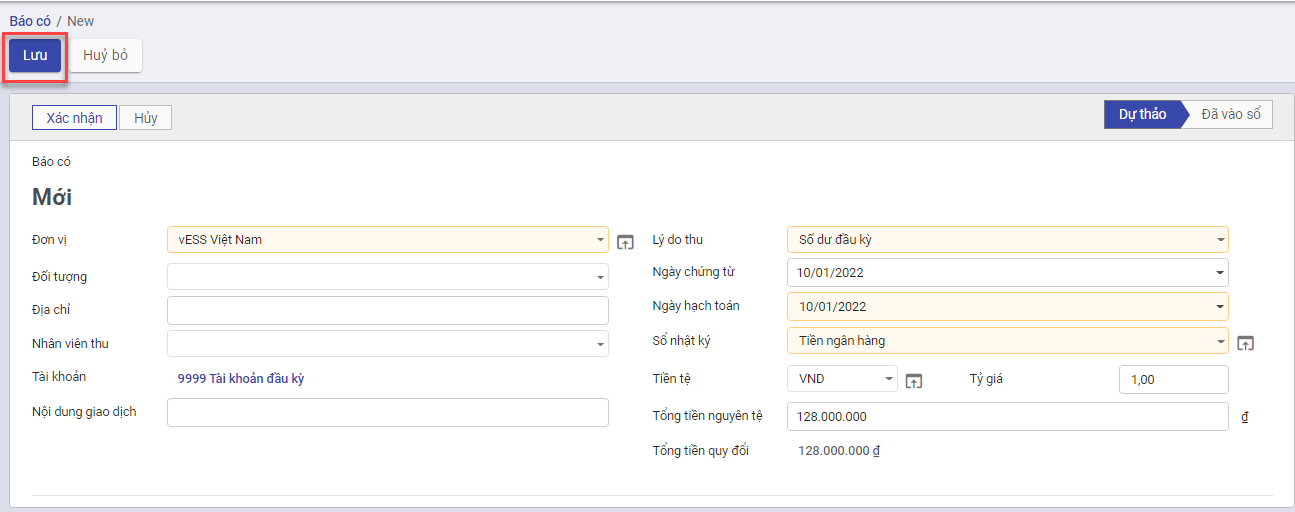 Báo có / New
Lưu Huỷ bỏ
Xác nhận Hủy Dự thảo Đã vào sổ
Báo có
Mới
Đơn vị vESS Việt Nam Lý do thu Số dư đầu kỳ
Đối tượng Ngày chứng từ 10/01/2022
Địa chỉ Ngày hạch toán 10/01/2022
Nhân viên thu Sổ nhật ký Tiền ngân hàng
Tài khoản 9999 Tài khoản đầu kỳ Tiền tệ VND Tỷ giá 1,00
Nội dung giao dịch Tổng tiền nguyên tệ 128.000.000 ₫
Tổng tiền quy đổi 128.000.000 ₫